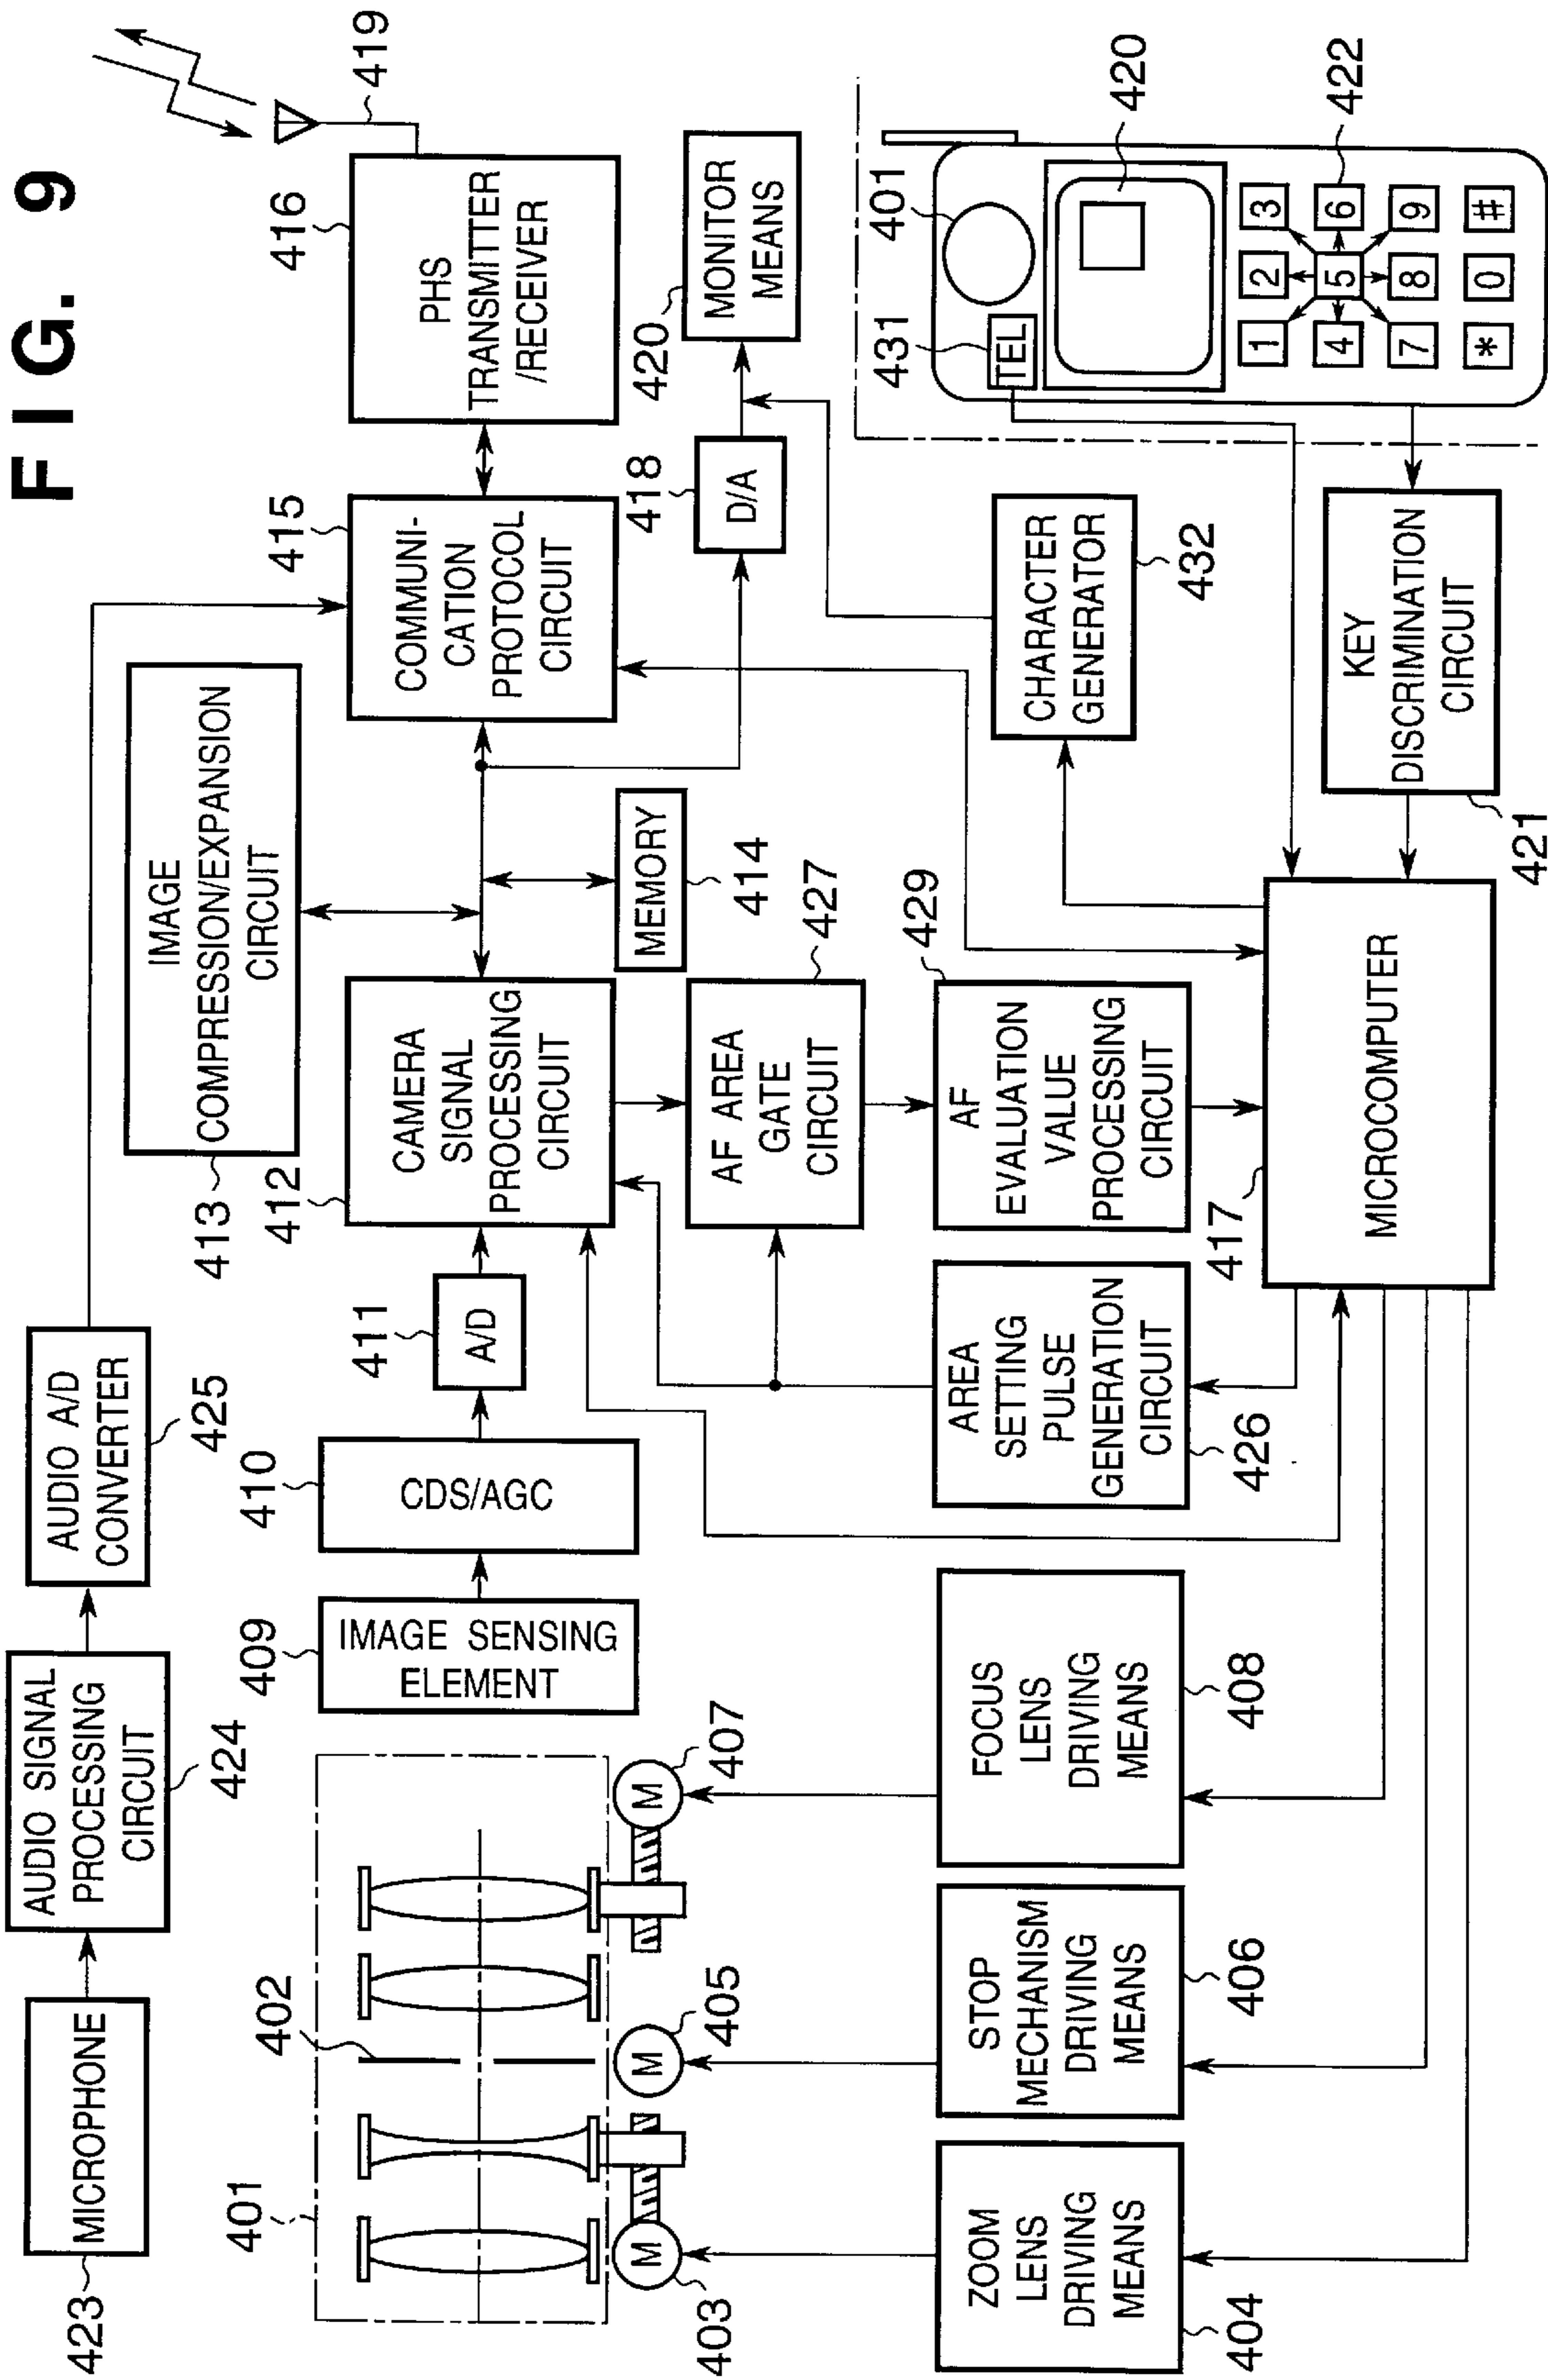 FIG. 9
423
MICROPHONE
AUDIO SIGNAL
PROCESSING
CIRCUIT
424
AUDIO A/D
CONVERTER
425
413
IMAGE
COMPRESSION/EXPANSION
CIRCUIT
419
401
402
409
IMAGE SENSING
ELEMENT
410
CDS/AGC
411
A/D
412
CAMERA
SIGNAL
PROCESSING
CIRCUIT
MEMORY
414
415
COMMUNI-
CATION
PROTOCOL
CIRCUIT
416
PHS
TRANSMITTER
/RECEIVER
403
M
405
M
407
M
AF AREA
GATE
CIRCUIT
427
418
D/A
420
MONITOR
MEANS
ZOOM
LENS
DRIVING
MEANS
404
STOP
MECHANISM
DRIVING
MEANS
406
FOCUS
LENS
DRIVING
MEANS
408
AREA
SETTING
PULSE
GENERATION
CIRCUIT
426
429
AF
EVALUATION
VALUE
PROCESSING
CIRCUIT
CHARACTER
GENERATOR
432
417
MICROCOMPUTER
KEY
DISCRIMINATION
CIRCUIT
421
431
401
TEL
420
1 2 3
4 5 6
422
7 8 9
* 0 #